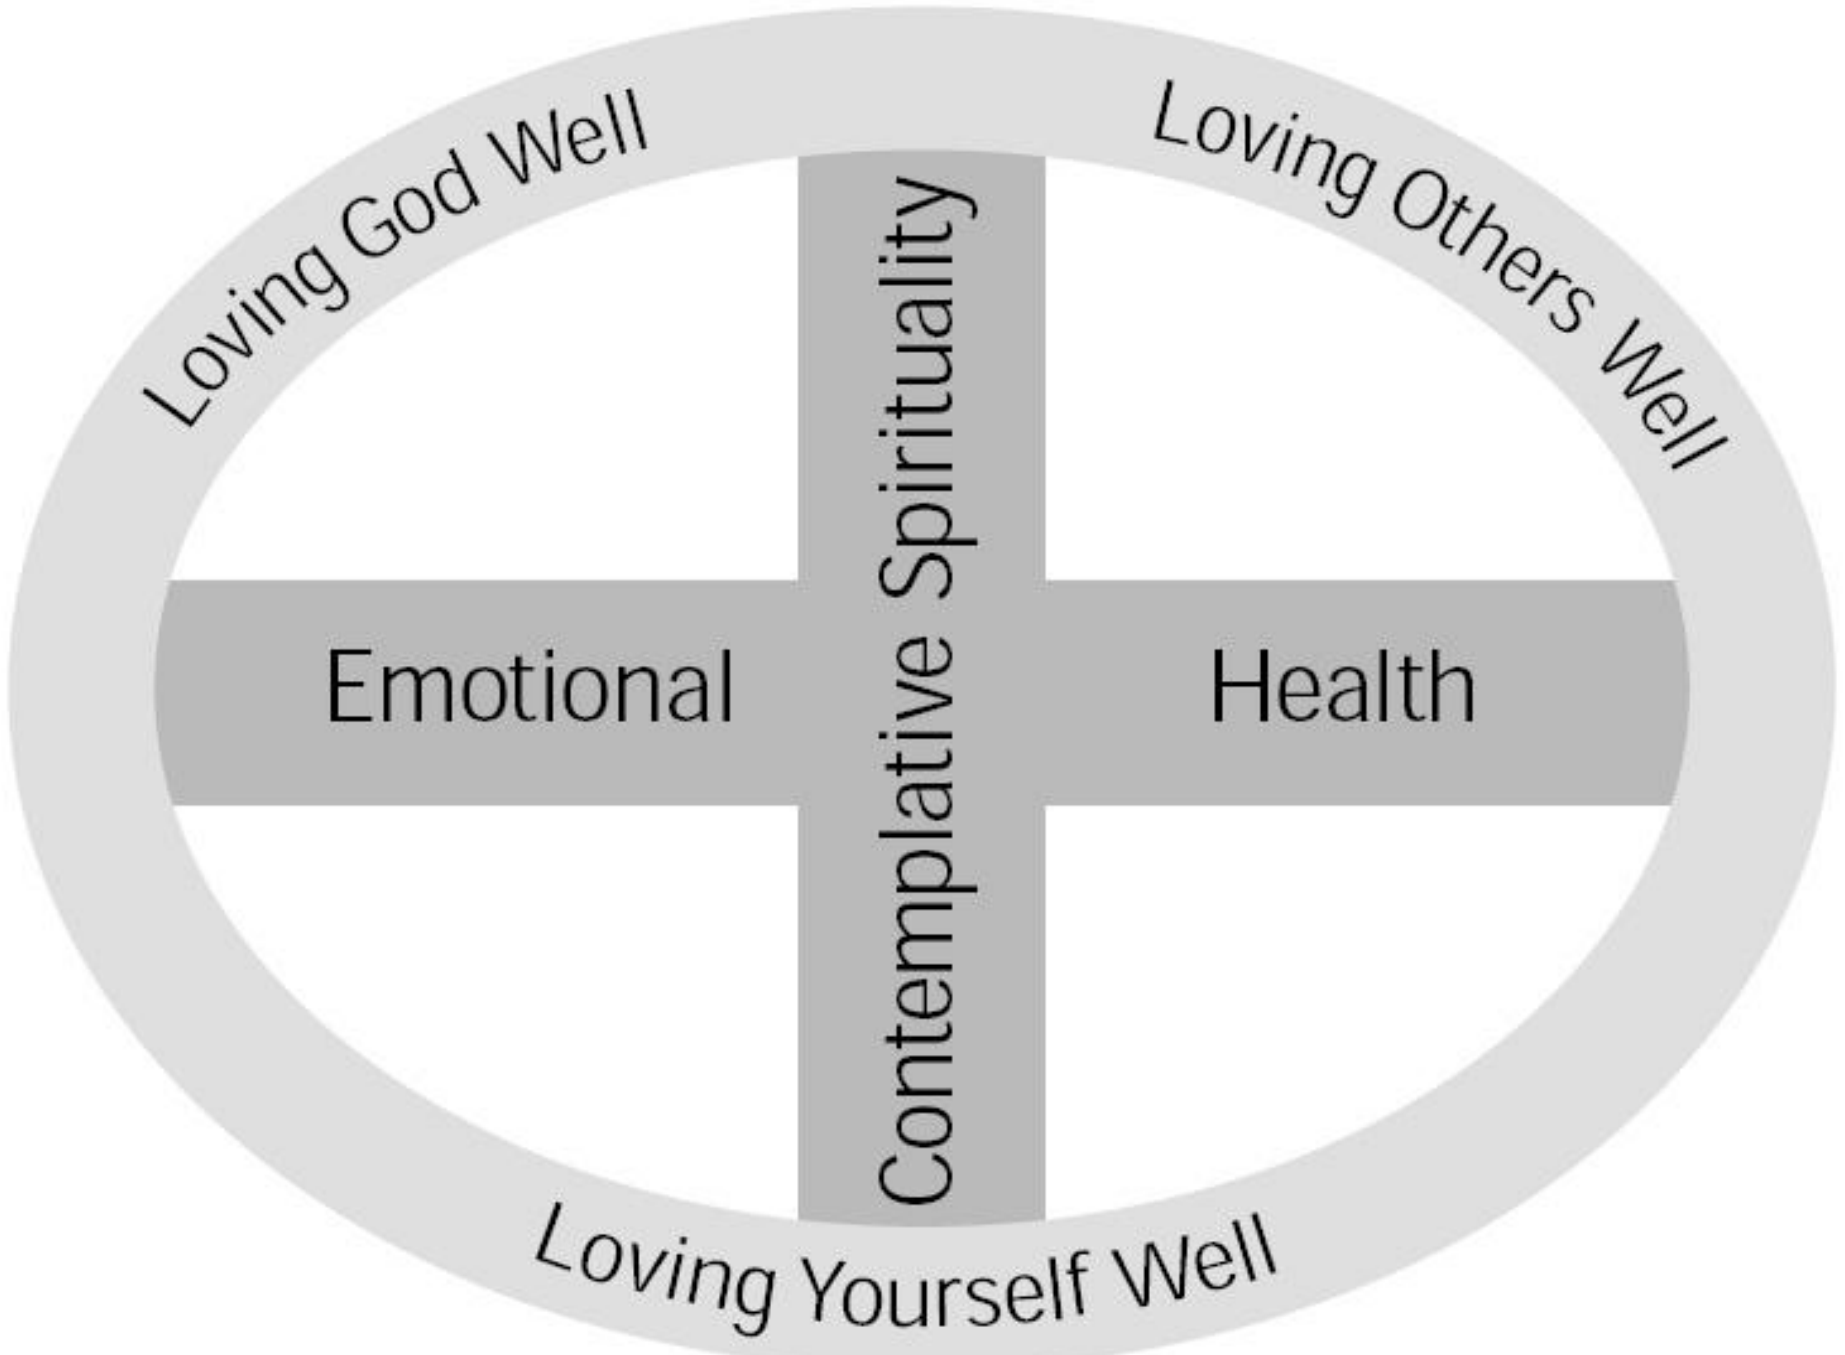 Loving God Well
Loving Others Well
Contemplative Spirituality
Emotional Health
Loving Yourself Well